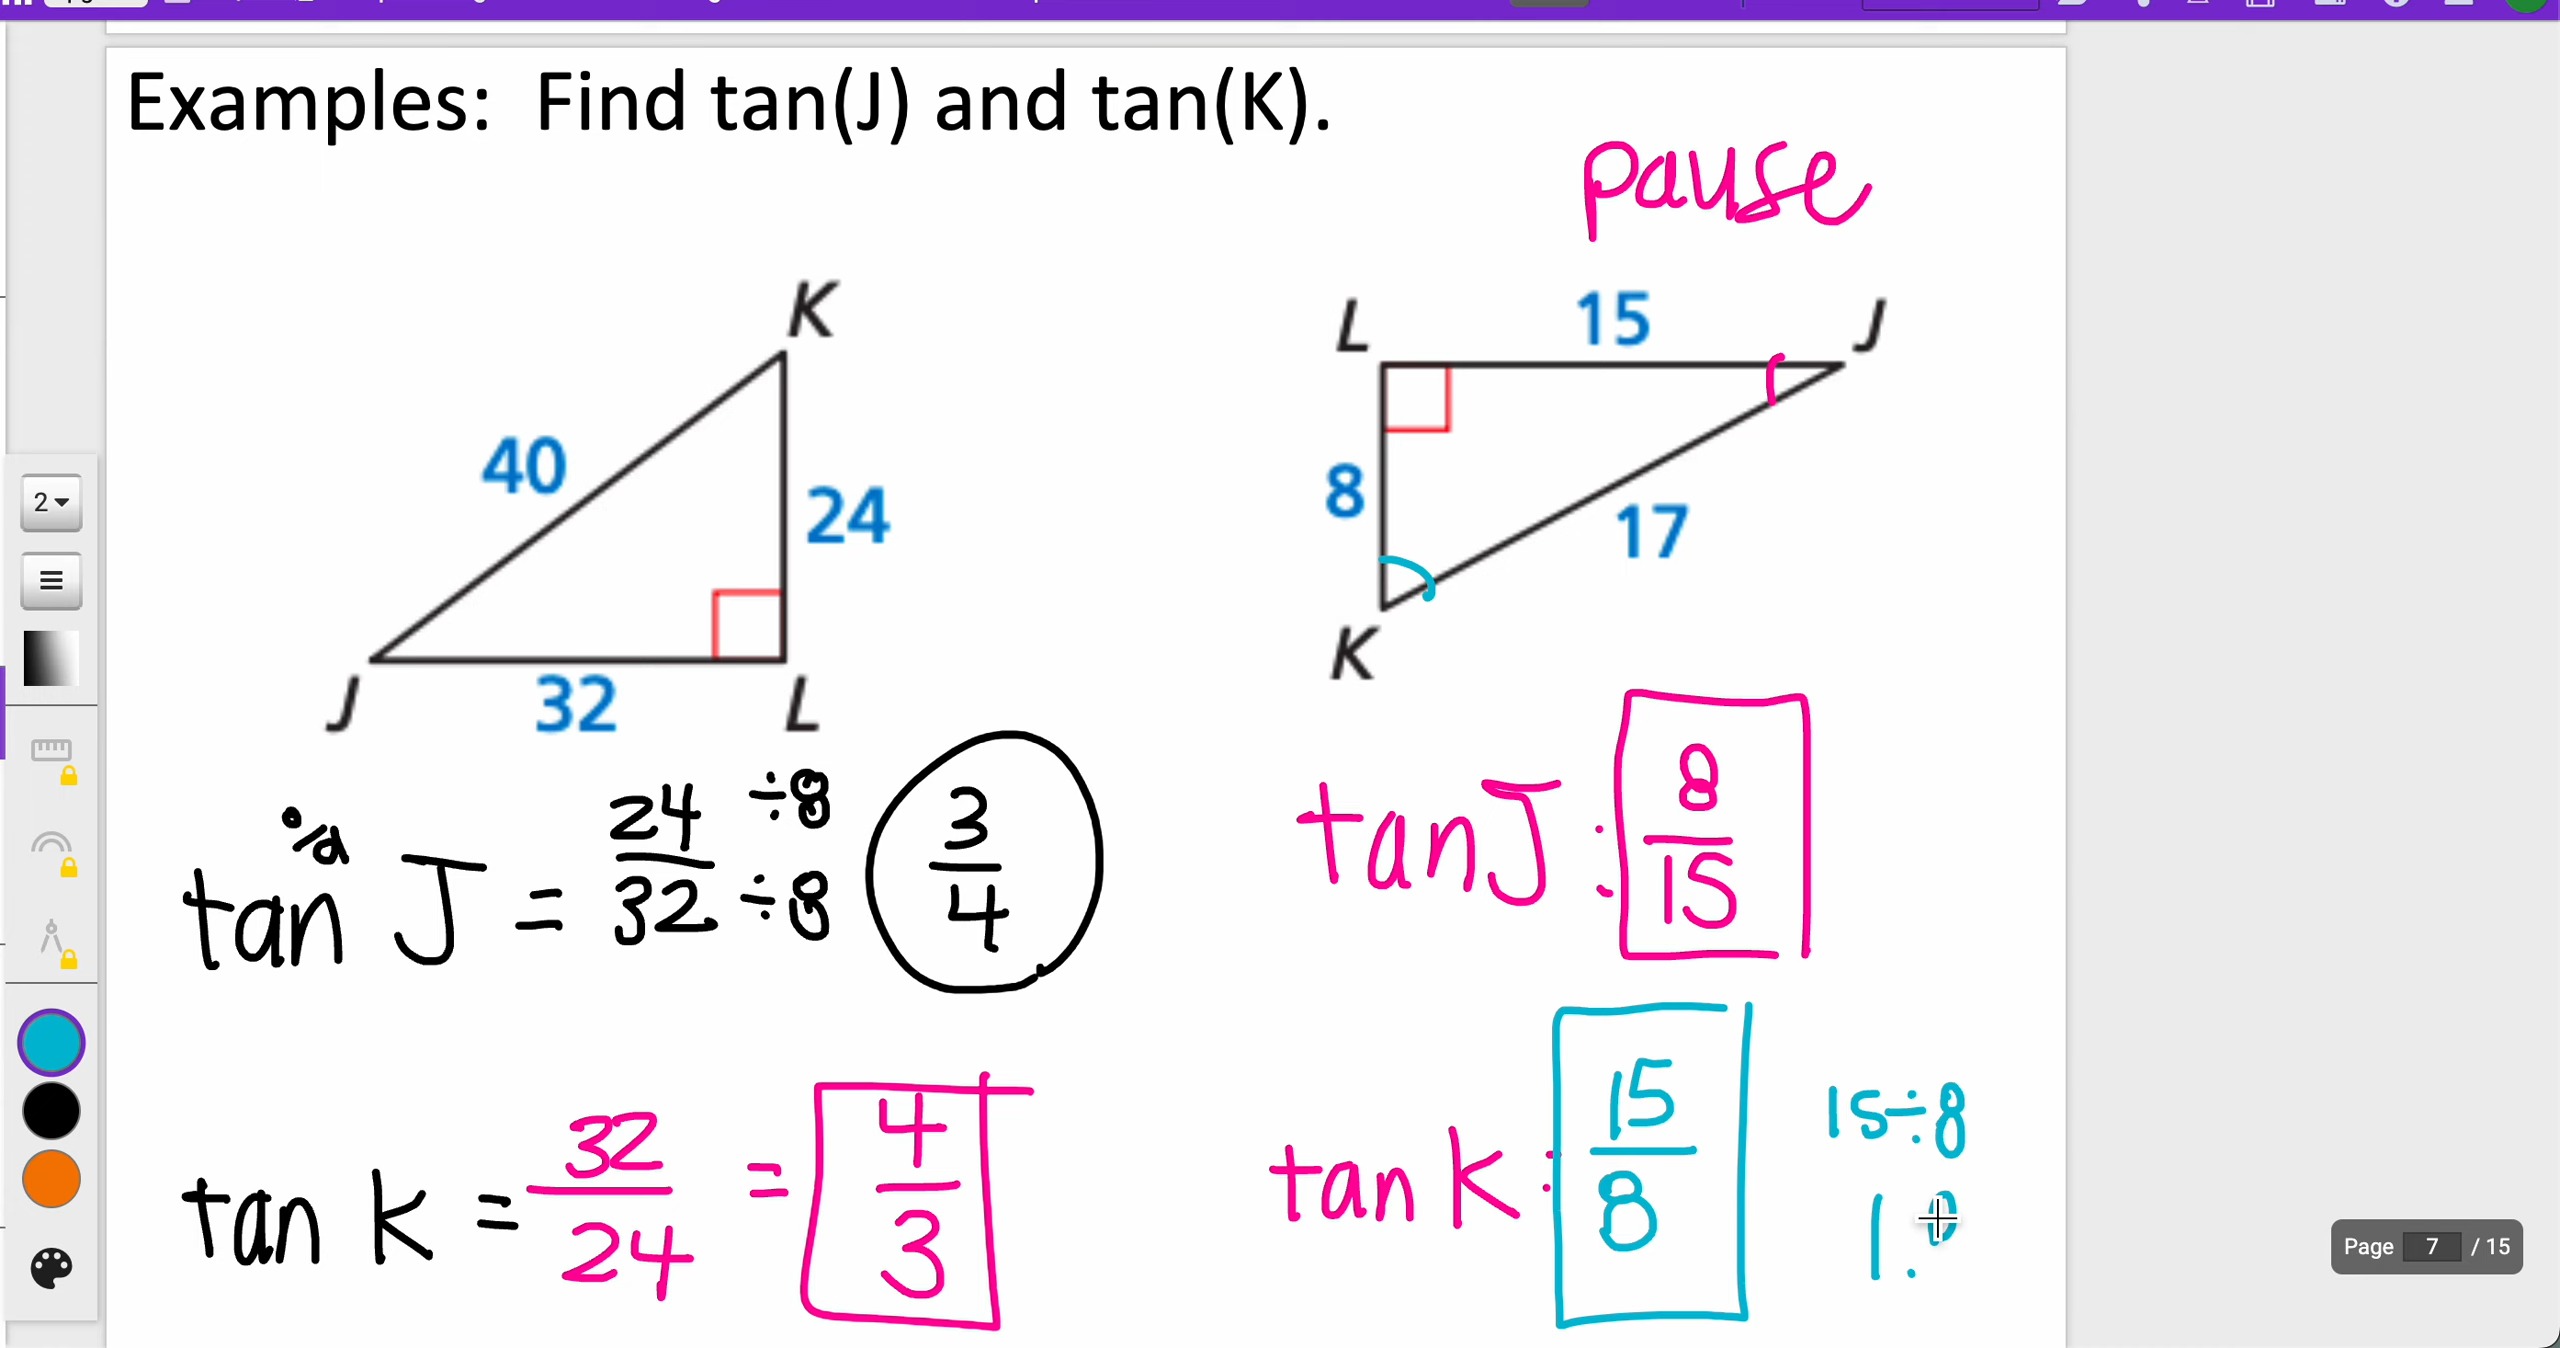 Examples: Find tan(J) and tan(K).
pause
K
40
24
J
32
L
L
15
J
8
17
K
o/a
tan J = 24/32 ÷8 ÷8 3/4
tan K = 32/24 = 4/3
tan J = 8/15
tan K = 15/8
15÷8
1.
2
Page 7 / 15